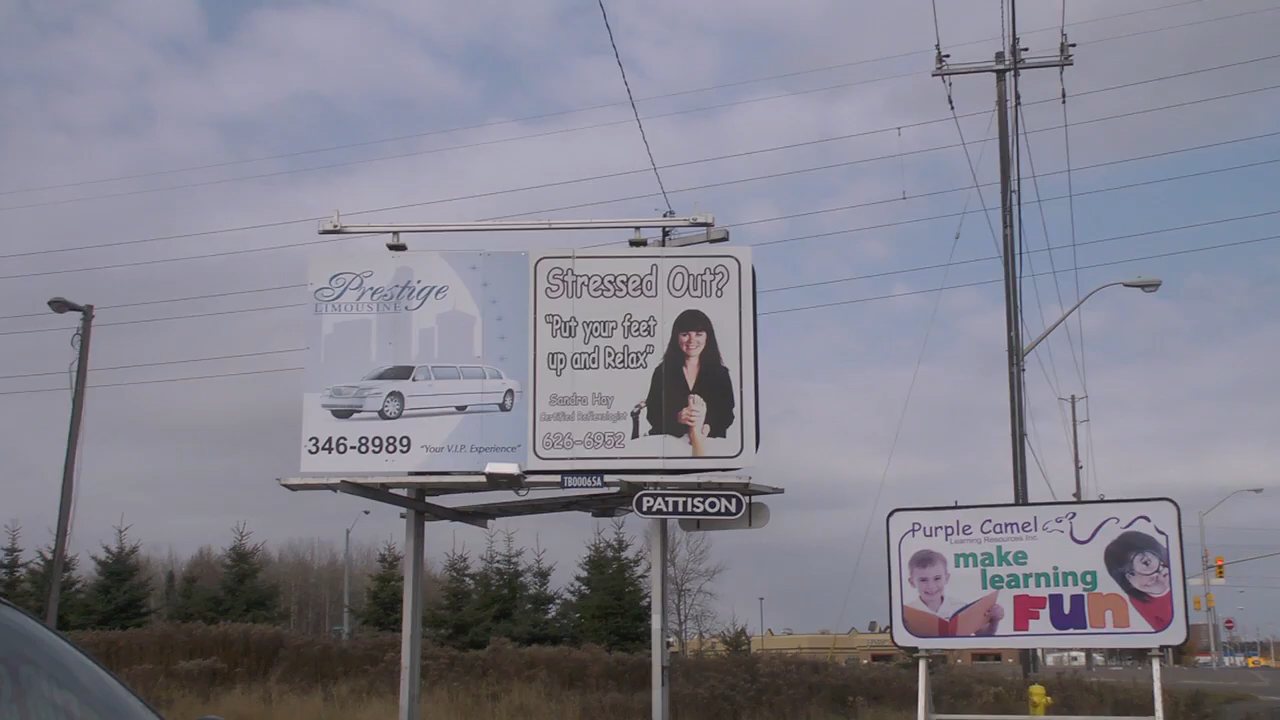 Prestige
LIMOUSINE
346-8989 "Your V.I.P. Experience"
Stressed Out?
"Put your feet
up and Relax"
Sandra Hay
Certified Reflexologist
626-6952
TB00065A
PATTISON
Purple Camel
Learning Resources Inc.
make
learning
FUN